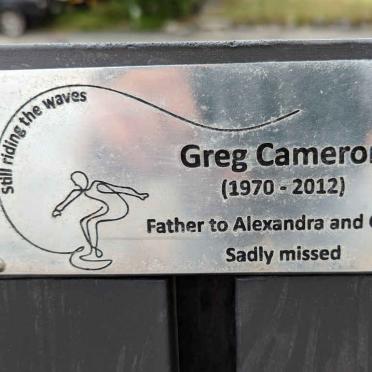 Still riding the waves
Greg Cameron
(1970 - 2012)
Father to Alexandra and
Sadly missed